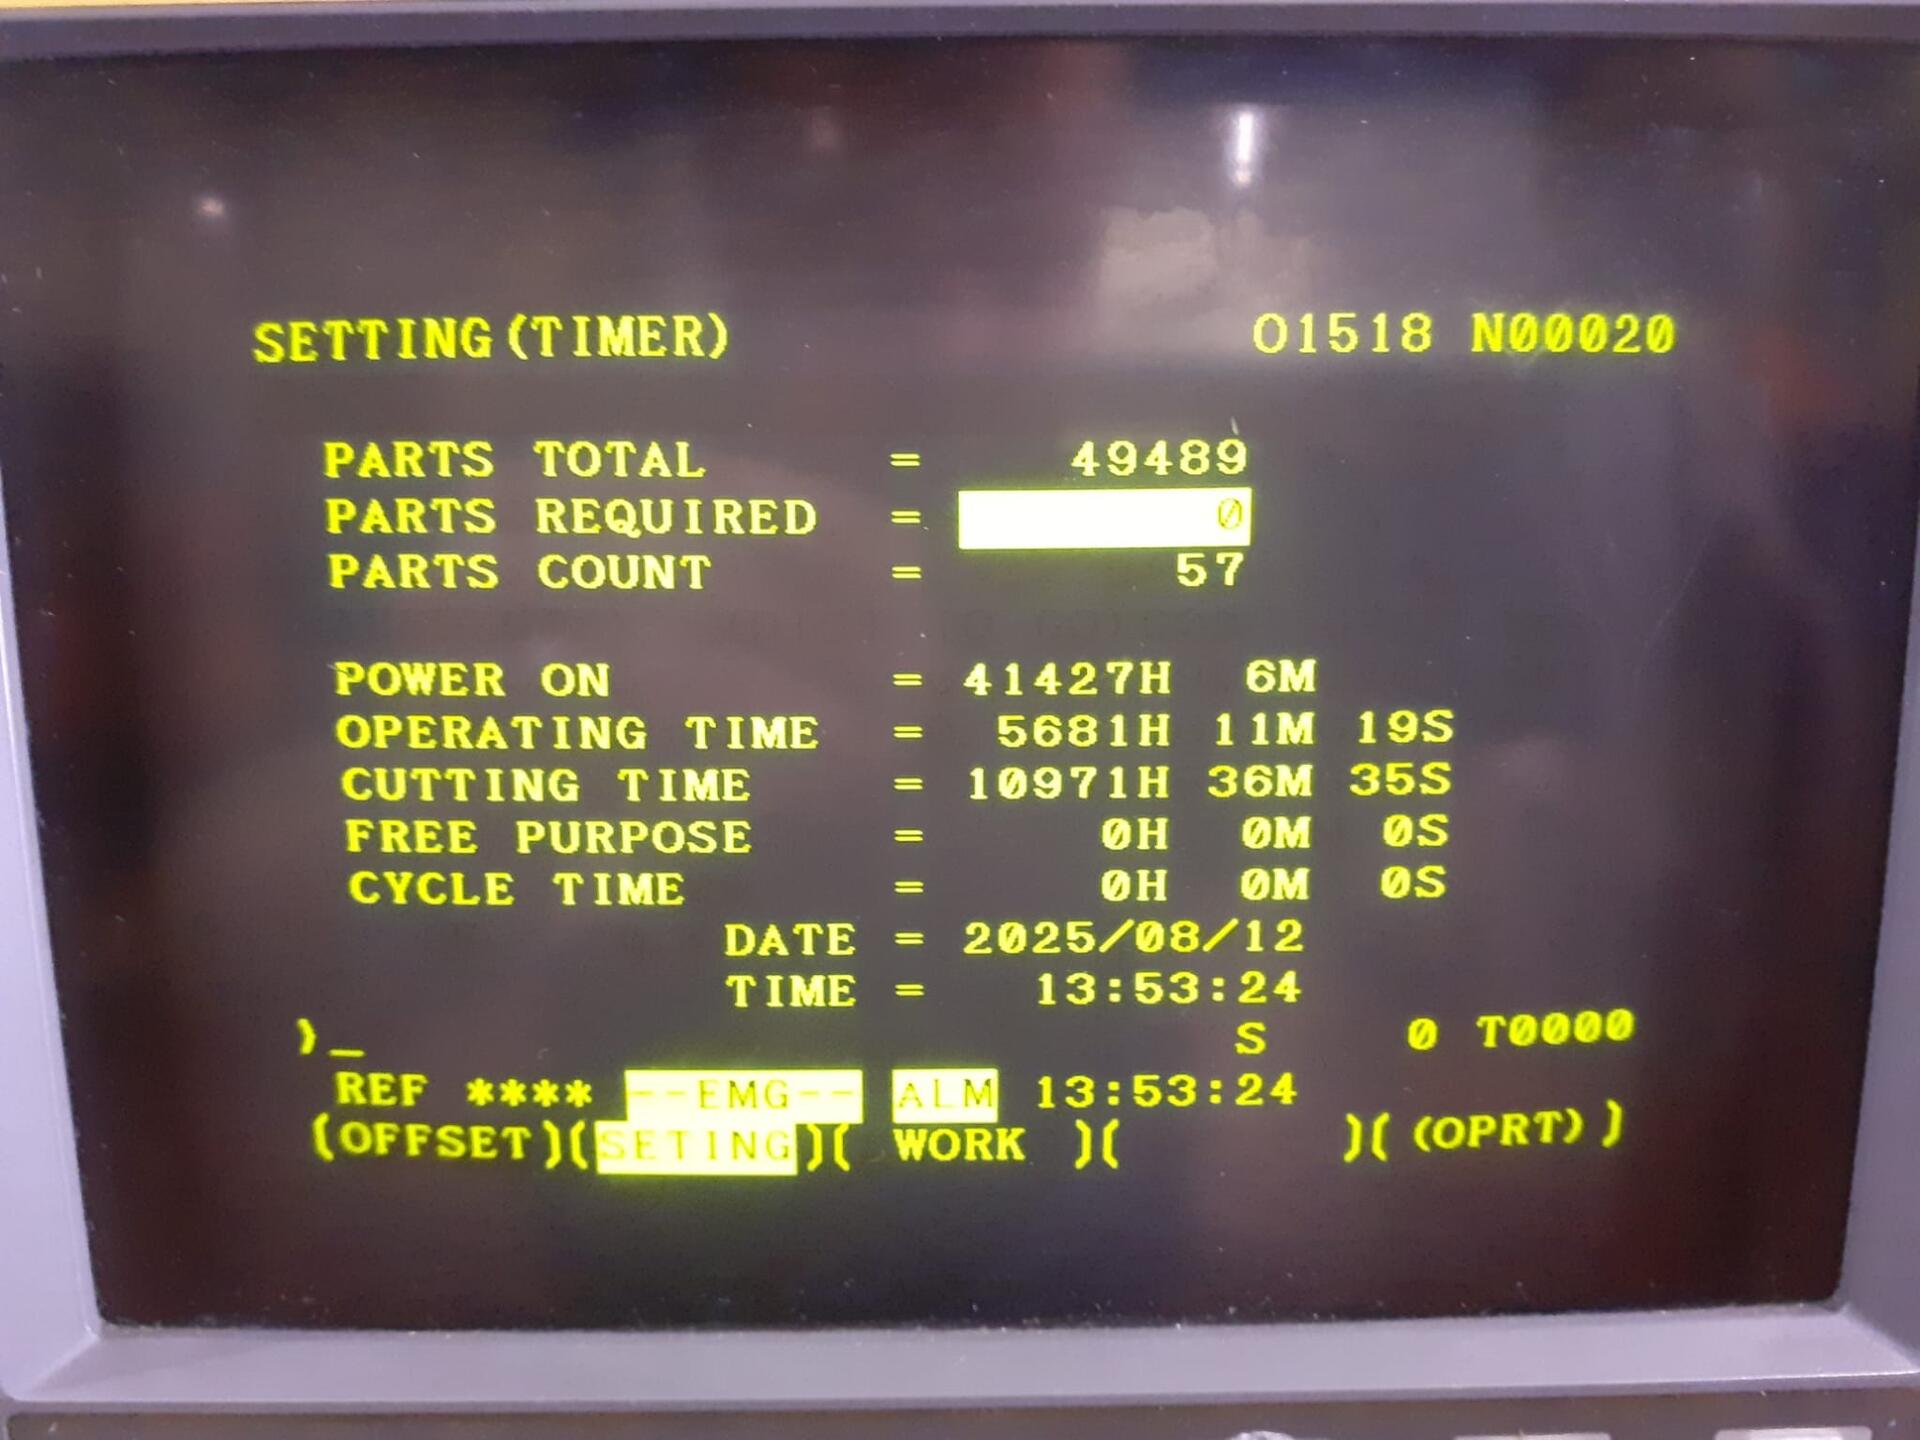 SETTING(TIMER) O1518 N00020
PARTS TOTAL = 49489
PARTS REQUIRED = 0
PARTS COUNT = 57
POWER ON = 41427H 6M
OPERATING TIME = 5681H 11M 19S
CUTTING TIME = 10971H 36M 35S
FREE PURPOSE = 0H 0M 0S
CYCLE TIME = 0H 0M 0S
DATE = 2025/08/12
TIME = 13:53:24
)_ S 0 T0000
REF **** --EMG-- ALM 13:53:24
(OFFSET)(SETING)( WORK )( )( (OPRT) )